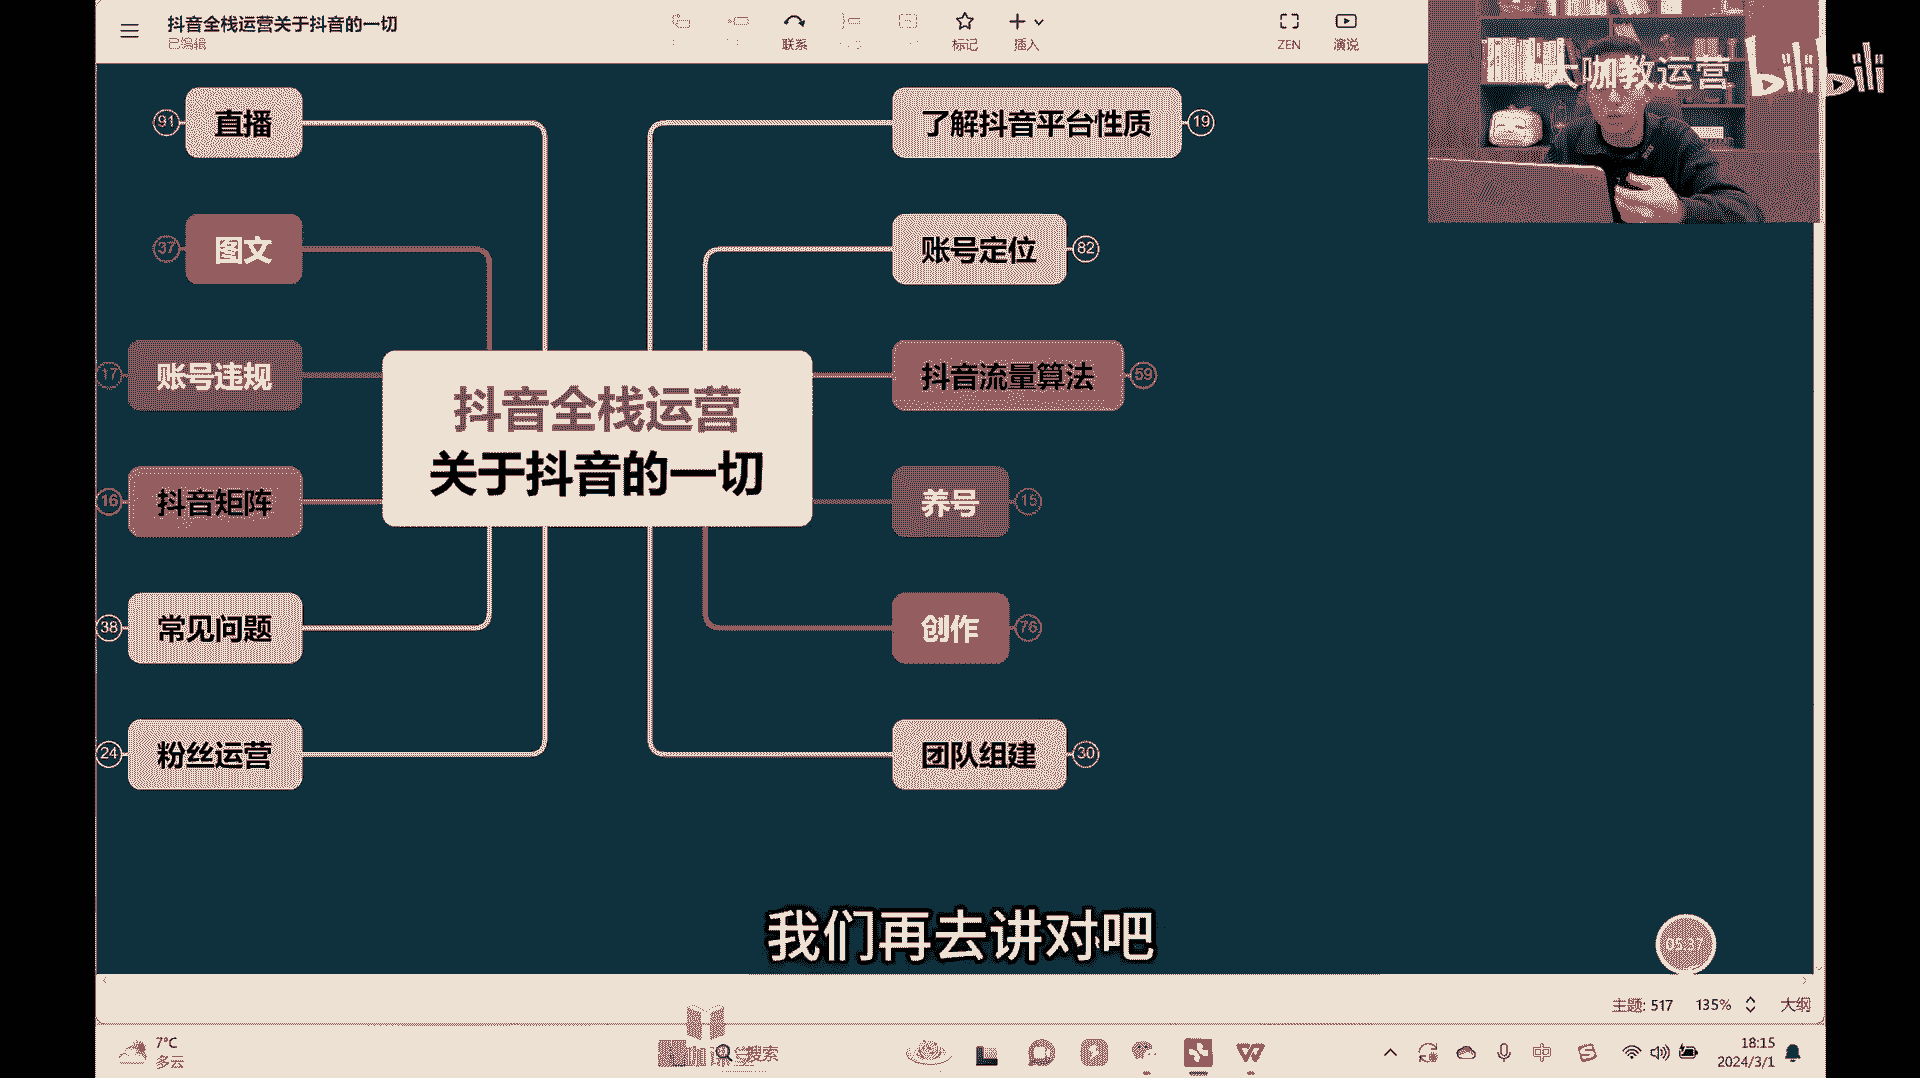 抖音全栈运营关于抖音的一切
已编辑
联系
标记
插入
ZEN
演说
大咖教运营
bilibili
91
直播
37
图文
17
账号违规
16
抖音矩阵
38
常见问题
24
粉丝运营
抖音全栈运营
关于抖音的一切
了解抖音平台性质
19
账号定位
82
抖音流量算法
59
养号
15
创作
76
团队组建
30
我们再去讲对吧
05:37
主题: 517
135%
大纲
7°C
多云
搜索
中
18:15
2024/3/1